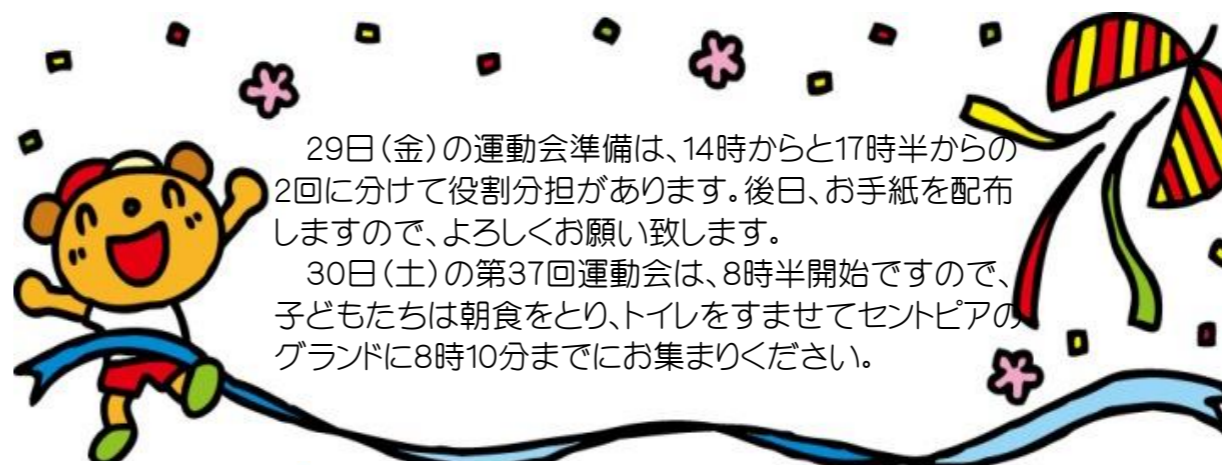 29日(金)の運動会準備は、14時からと17時半からの
2回に分けて役割分担があります。後日、お手紙を配布
しますので、よろしくお願い致します。
　30日(土)の第37回運動会は、8時半開始ですので、
子どもたちは朝食をとり、トイレをすませてセントピアの
グランドに8時10分までにお集まりください。